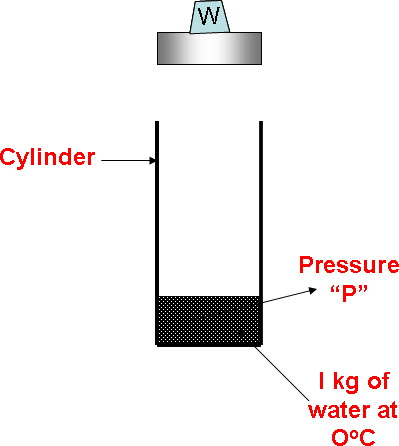 W
Cylinder
Pressure
“P”
I kg of
water at
OºC